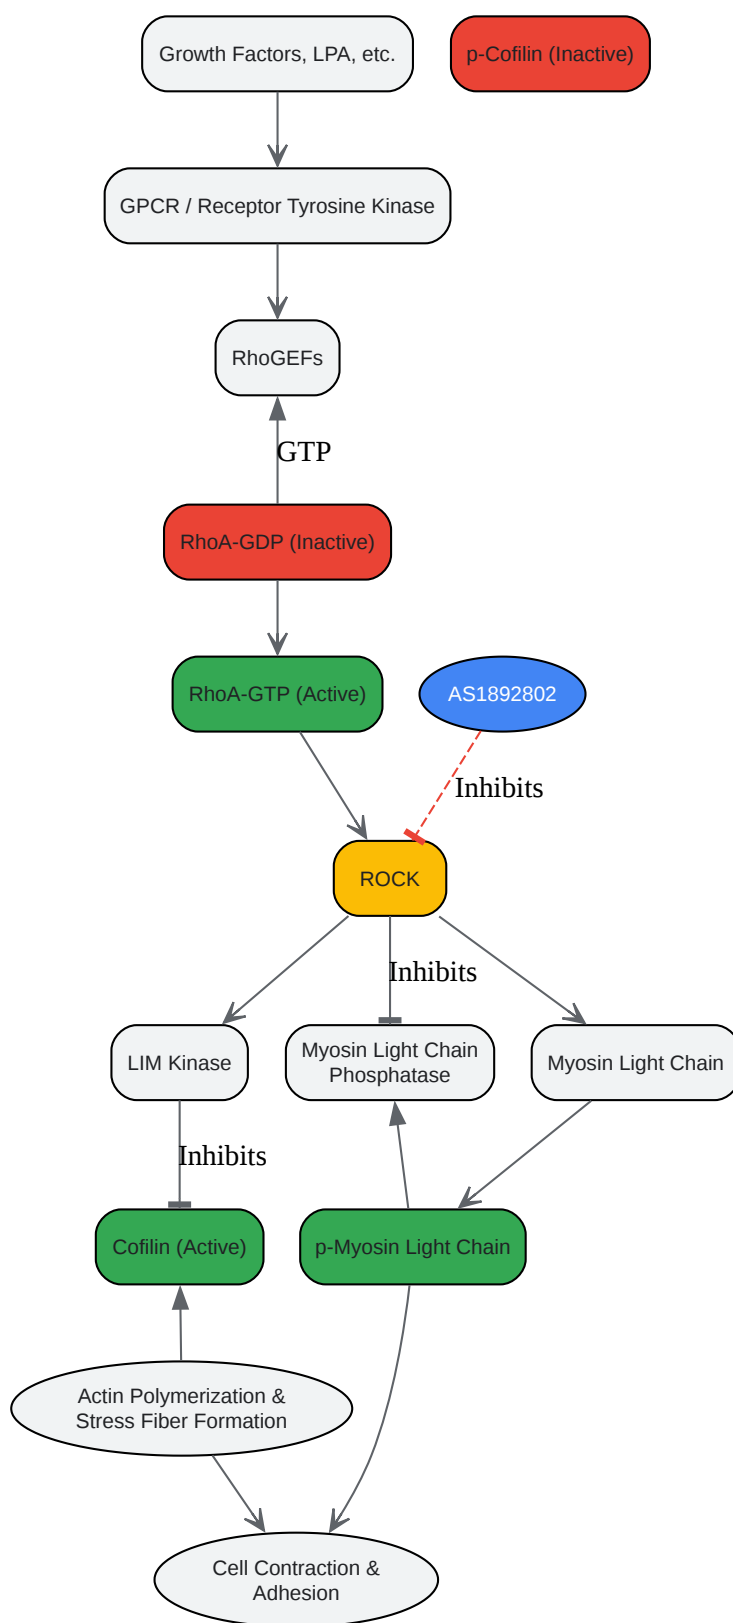 Growth Factors, LPA, etc.
p-Cofilin (Inactive)
GPCR / Receptor Tyrosine Kinase
RhoGEFs
GTP
RhoA-GDP (Inactive)
RhoA-GTP (Active)
AS1892802
Inhibits
ROCK
Inhibits
LIM Kinase
Myosin Light Chain
Phosphatase
Myosin Light Chain
Inhibits
Cofilin (Active)
p-Myosin Light Chain
Actin Polymerization &
Stress Fiber Formation
Cell Contraction &
Adhesion